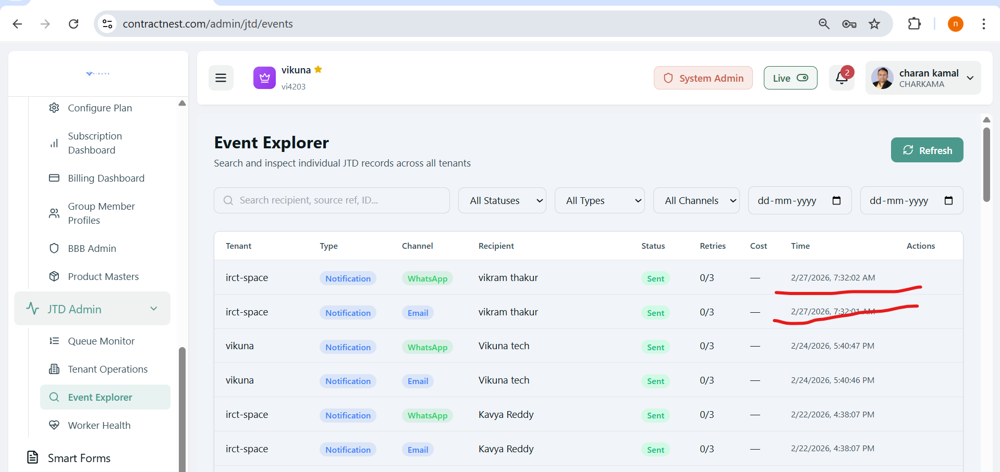 contractnest.com/admin/jtd/events
n
VIKUNA
vikuna
vi4203
System Admin
Live
2
charan kamal
CHARKAMA
Configure Plan
Subscription
Dashboard
Billing Dashboard
Group Member
Profiles
BBB Admin
Product Masters
JTD Admin
Queue Monitor
Tenant Operations
Event Explorer
Worker Health
Smart Forms
Event Explorer
Search and inspect individual JTD records across all tenants
Refresh
Search recipient, source ref, ID...
All Statuses
All Types
All Channels
dd-mm-yyyy
dd-mm-yyyy
Tenant Type Channel Recipient Status Retries Cost Time Actions
irct-space Notification WhatsApp vikram thakur Sent 0/3 — 2/27/2026, 7:32:02 AM
irct-space Notification Email vikram thakur Sent 0/3 — 2/27/2026, 7:32:01 AM
vikuna Notification WhatsApp Vikuna tech Sent 0/3 — 2/24/2026, 5:40:47 PM
vikuna Notification Email Vikuna tech Sent 0/3 — 2/24/2026, 5:40:46 PM
irct-space Notification WhatsApp Kavya Reddy Sent 0/3 — 2/22/2026, 4:38:07 PM
irct-space Notification Email Kavya Reddy Sent 0/3 — 2/22/2026, 4:38:07 PM